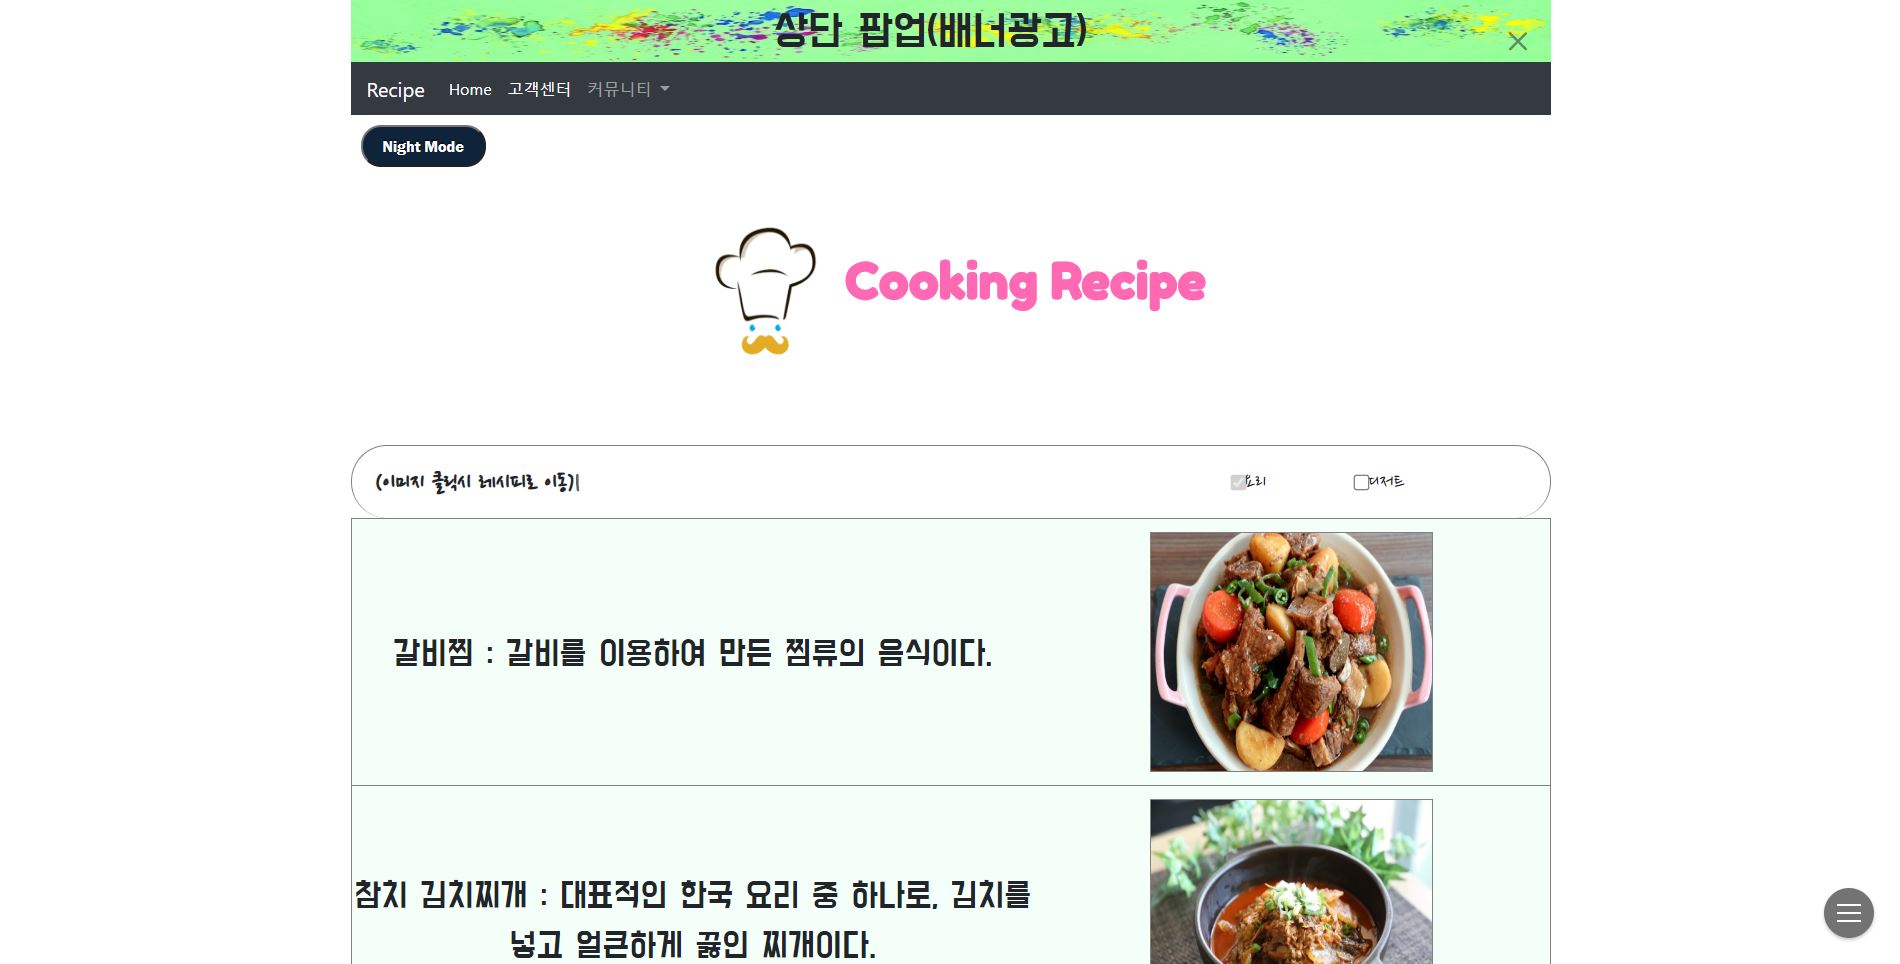 상단 팝업(배너광고)
Recipe Home 고객센터 커뮤니티
Night Mode
Cooking Recipe
(이미지 클릭시 레시피로 이동)|
요리 디저트
갈비찜 : 갈비를 이용하여 만든 찜류의 음식이다.
참치 김치찌개 : 대표적인 한국 요리 중 하나로, 김치를
넣고 얼큰하게 끓인 찌개이다.